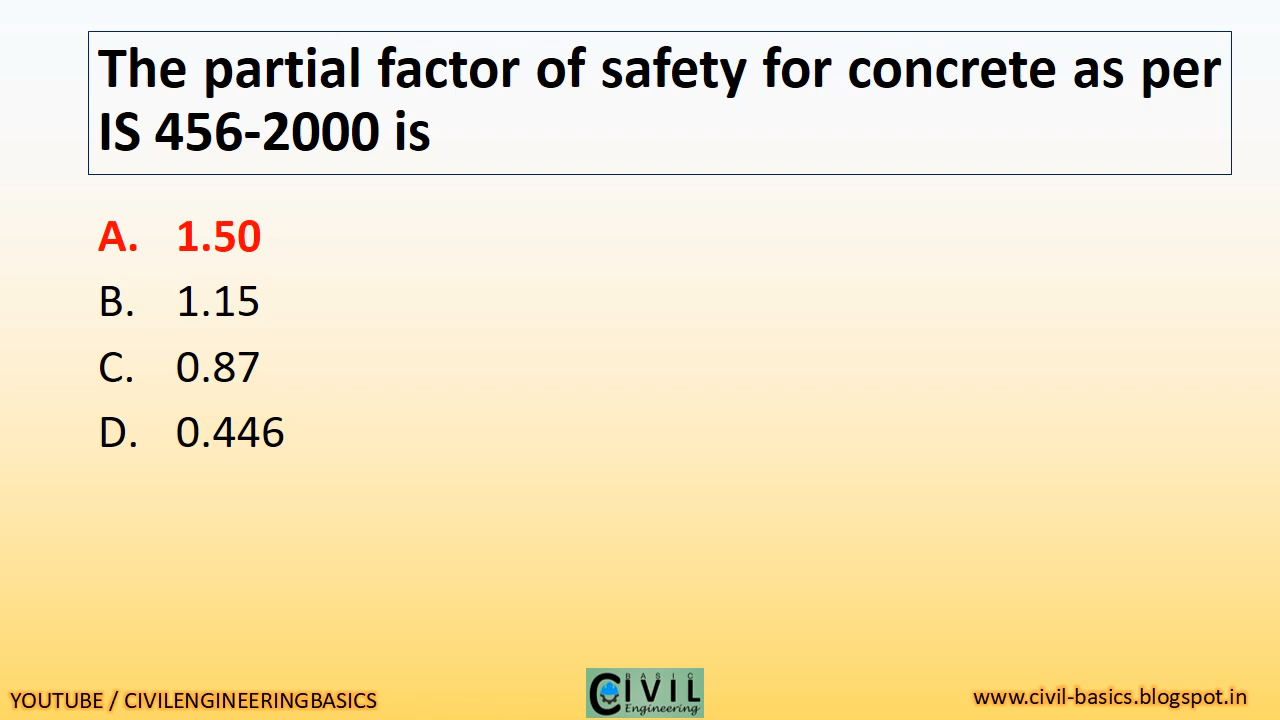 The partial factor of safety for concrete as per
IS 456-2000 is
A. 1.50
B. 1.15
C. 0.87
D. 0.446
BASIC
CIVIL
Engineering
YOUTUBE / CIVILENGINEERINGBASICS
www.civil-basics.blogspot.in